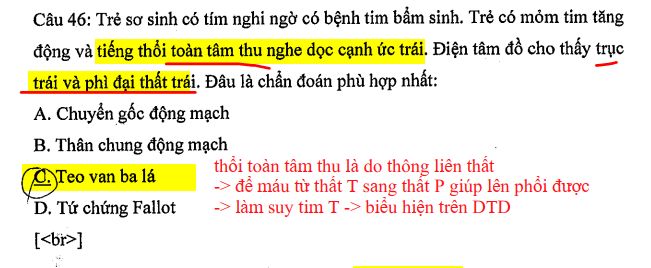 Câu 46: Trẻ sơ sinh có tím nghi ngờ có bệnh tim bẩm sinh. Trẻ có mỏm tim tăng
động và tiếng thổi toàn tâm thu nghe dọc cạnh ức trái. Điện tâm đồ cho thấy trục
trái và phì đại thất trái. Đâu là chẩn đoán phù hợp nhất:
A. Chuyển gốc động mạch
B. Thân chung động mạch
C. Teo van ba lá
D. Tứ chứng Fallot
[<br>]
thổi toàn tâm thu là do thông liên thất
-> để máu từ thất T sang thất P giúp lên phổi được
-> làm suy tim T -> biểu hiện trên DTD